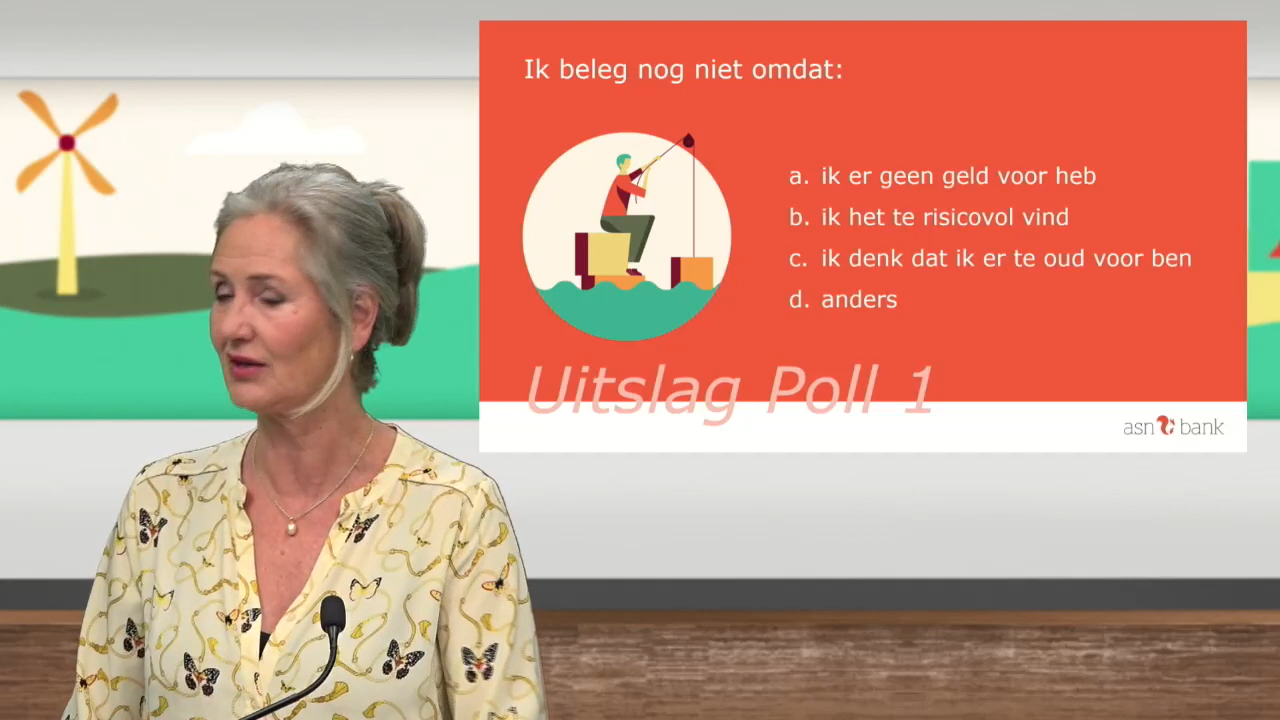 Ik beleg nog niet omdat:
a. ik er geen geld voor heb
b. ik het te risicovol vind
c. ik denk dat ik er te oud voor ben
d. anders
Uitslag Poll 1
asn bank